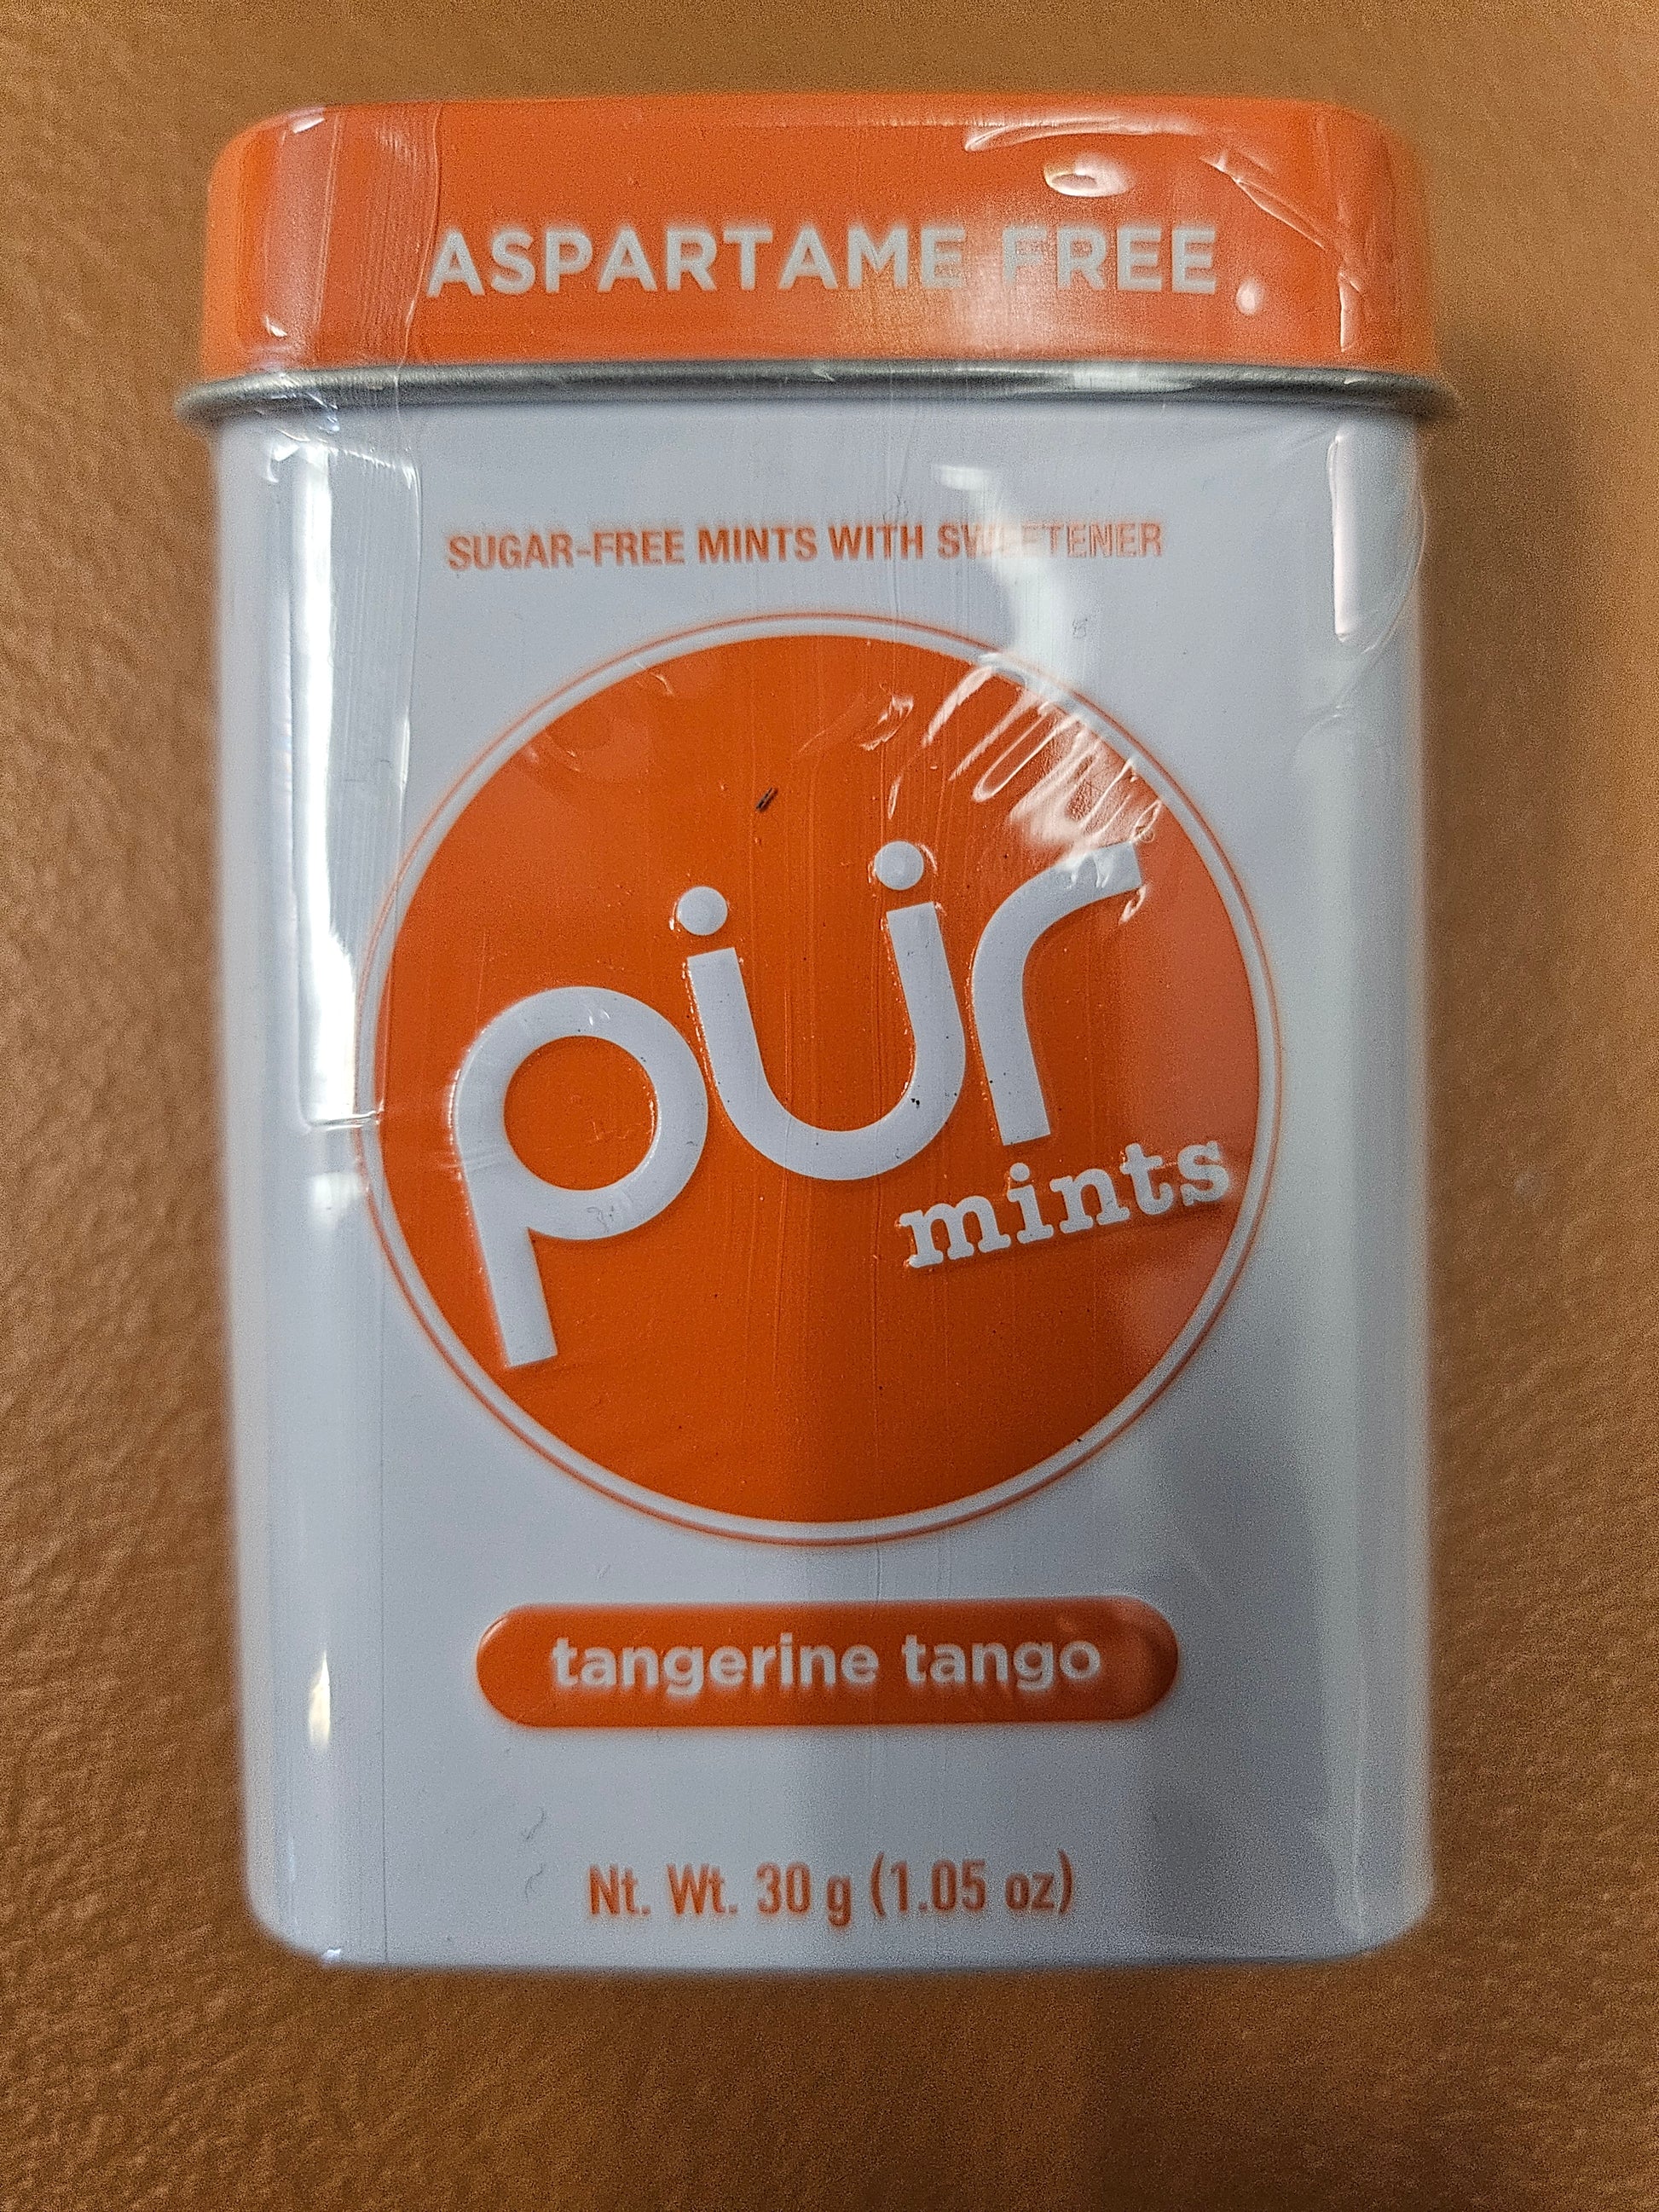 ASPARTAME FREE
SUGAR-FREE MINTS WITH SWEETENER
pür
mints
tangerine tango
Nt. Wt. 30 g (1.05 oz)